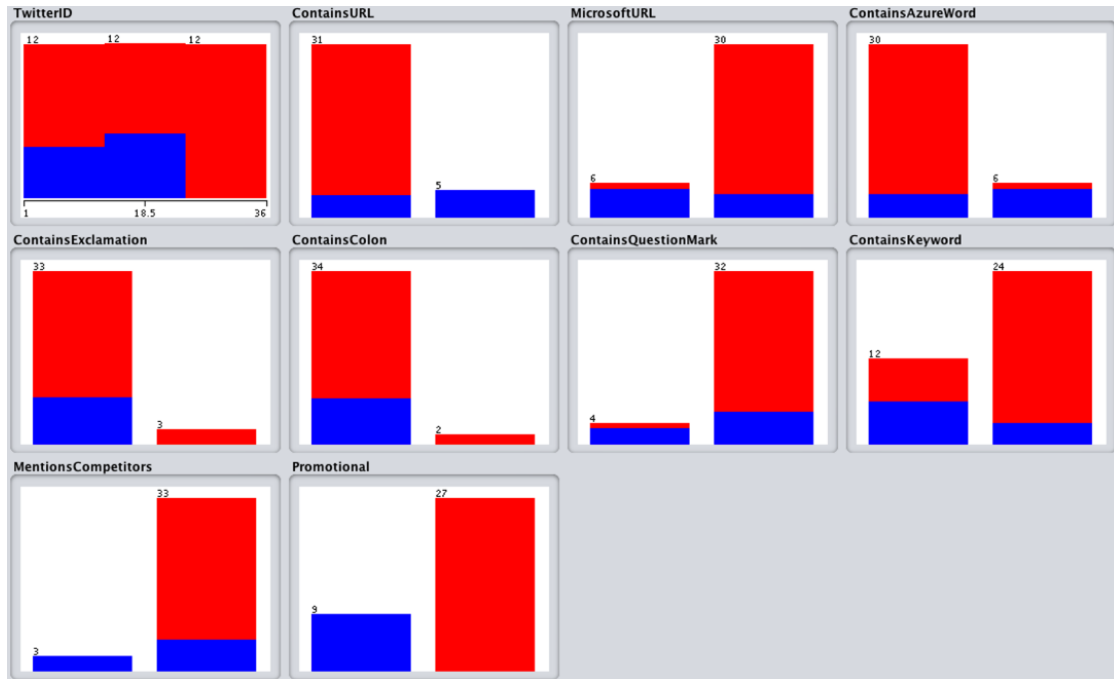 TwitterID
ContainsURL
MicrosoftURL
ContainsAzureWord
12
12
12
1
18.5
36
31
5
6
30
30
6
ContainsExclamation
ContainsColon
ContainsQuestionMark
ContainsKeyword
33
3
34
2
4
32
12
24
MentionsCompetitors
Promotional
3
33
9
27